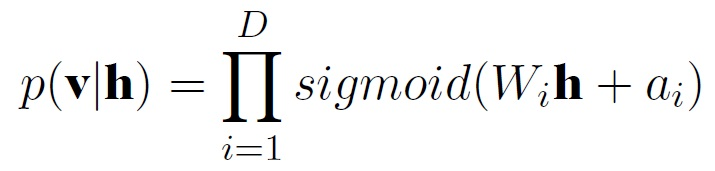 p(v|h) = ∏_{i=1}^{D} sigmoid(W_i h + a_i)